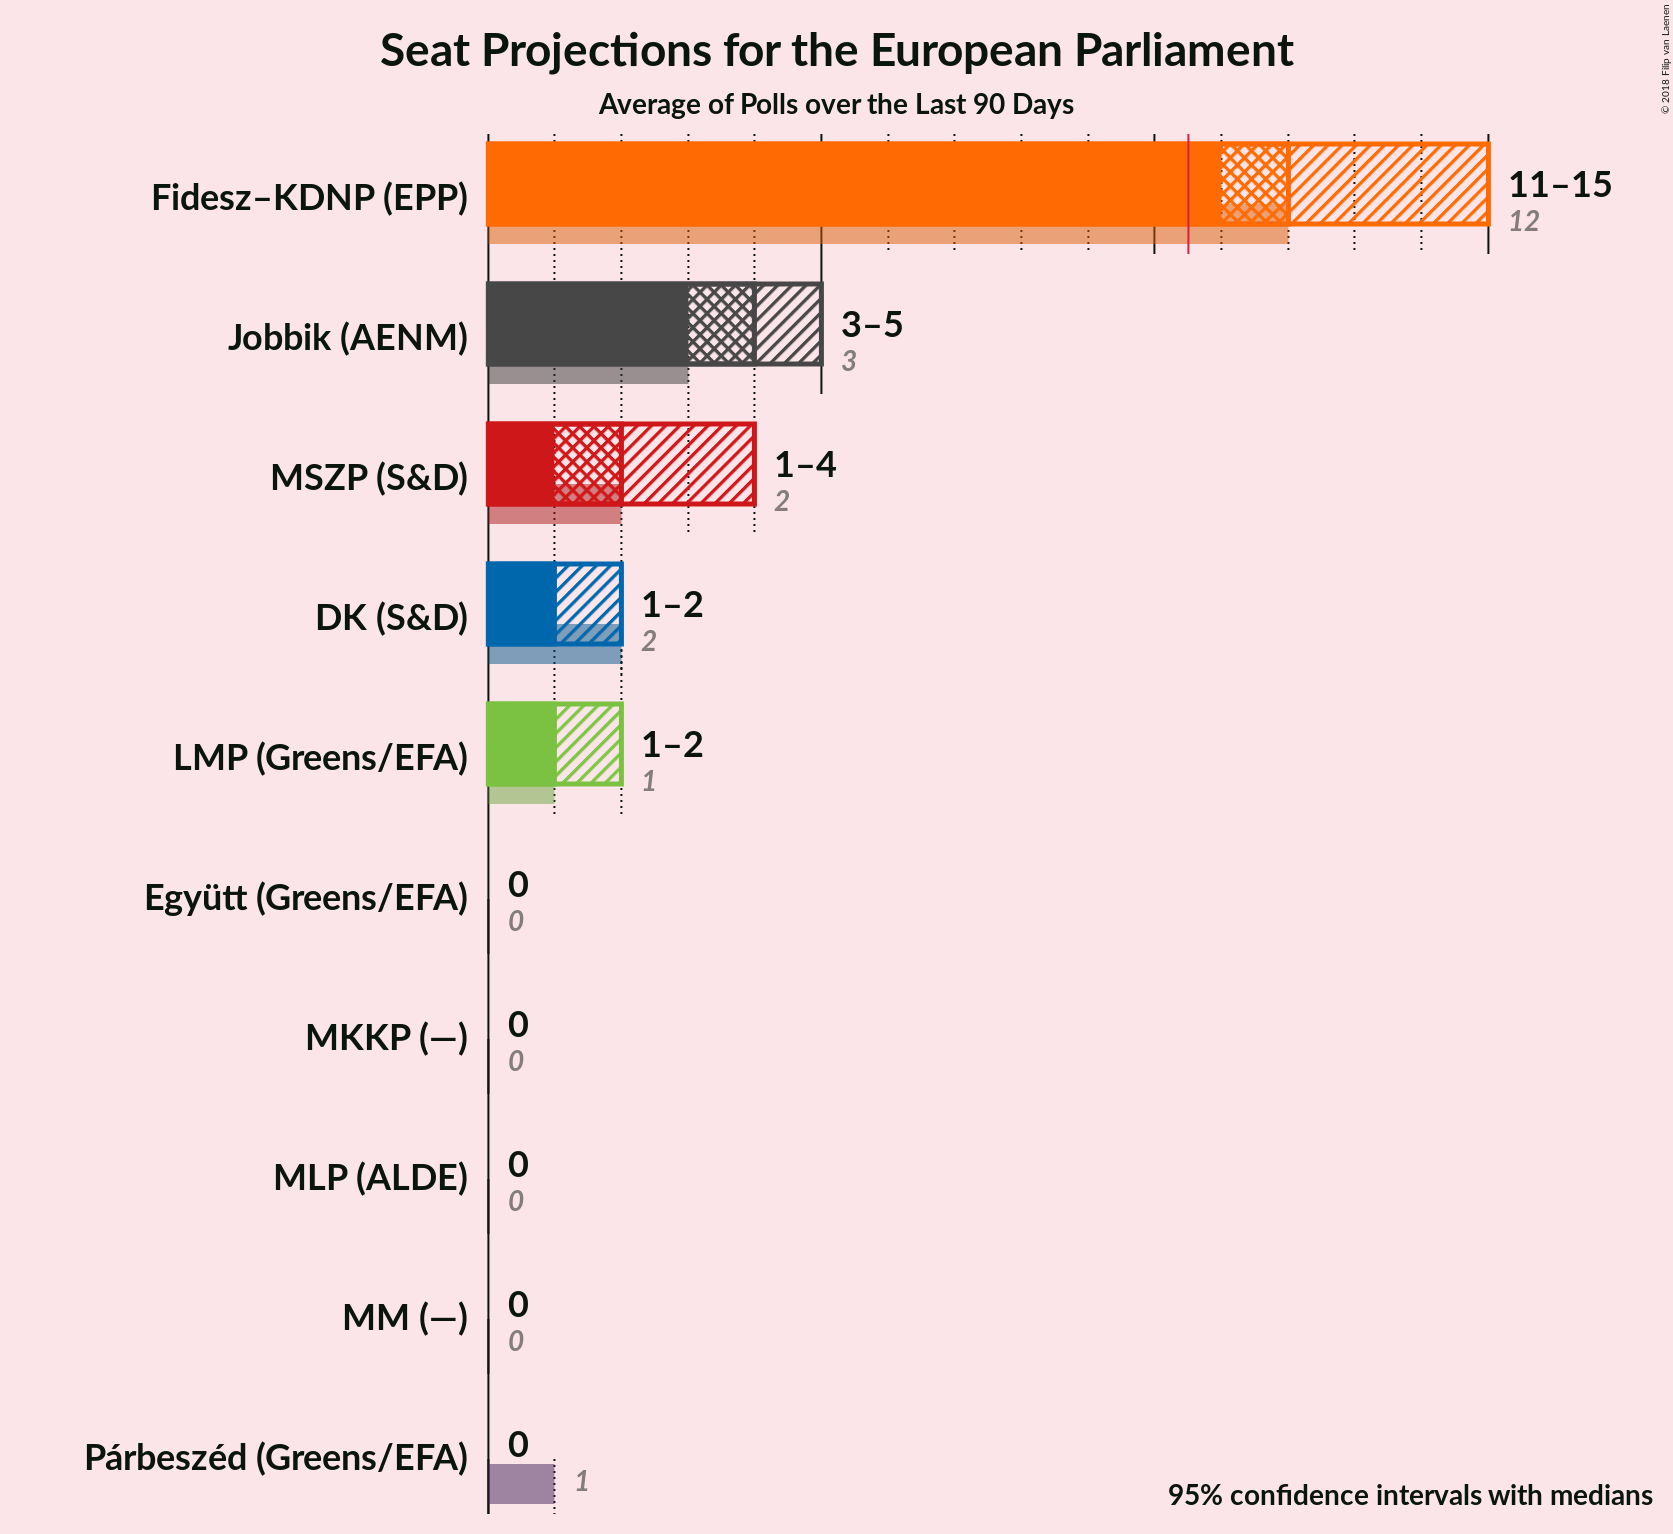 Seat Projections for the European Parliament
Average of Polls over the Last 90 Days
© 2018 Filip van Laenen
Fidesz–KDNP (EPP)
11–15
12
Jobbik (AENM)
3–5
3
MSZP (S&D)
1–4
2
DK (S&D)
1–2
2
LMP (Greens/EFA)
1–2
1
Együtt (Greens/EFA)
0
0
MKKP (—)
0
0
MLP (ALDE)
0
0
MM (—)
0
0
Párbeszéd (Greens/EFA)
0
1
95% confidence intervals with medians